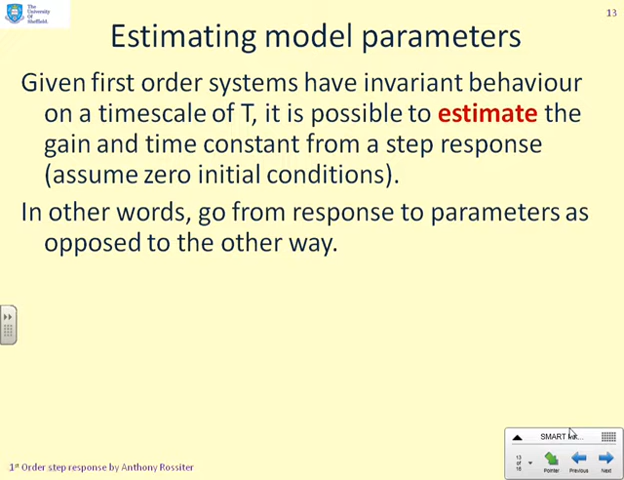 The
University
Of
Sheffield.
13
Estimating model parameters
Given first order systems have invariant behaviour
on a timescale of T, it is possible to estimate the
gain and time constant from a step response
(assume zero initial conditions).
In other words, go from response to parameters as
opposed to the other way.
SMART
13
of
16
Pointer
Previous
Next
1st Order step response by Anthony Rossiter